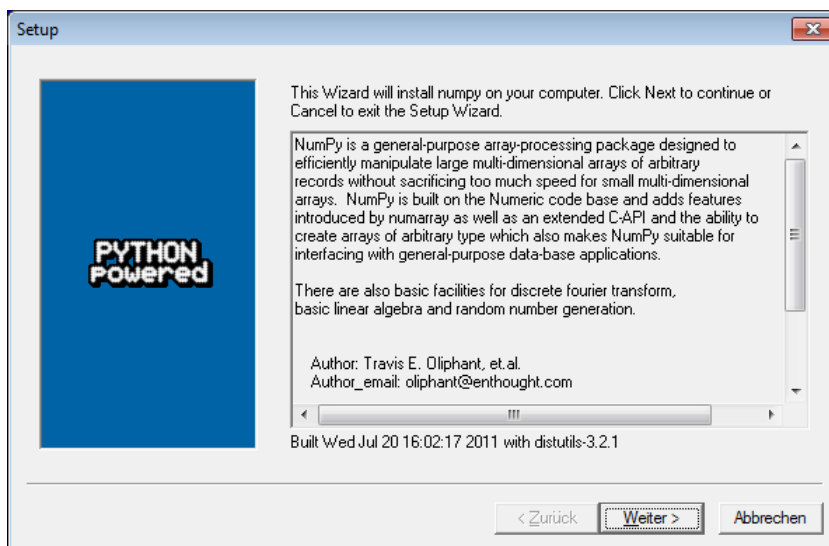 Setup
This Wizard will install numpy on your computer. Click Next to continue or
Cancel to exit the Setup Wizard.
NumPy is a general-purpose array-processing package designed to
efficiently manipulate large multi-dimensional arrays of arbitrary
records without sacrificing too much speed for small multi-dimensional
arrays.  NumPy is built on the Numeric code base and adds features
introduced by numarray as well as an extended C-API and the ability to
create arrays of arbitrary type which also makes NumPy suitable for
interfacing with general-purpose data-base applications.
There are also basic facilities for discrete fourier transform,
basic linear algebra and random number generation.
Author: Travis E. Oliphant, et.al.
Author_email: oliphant@enthought.com
PYTHON
powered
Built Wed Jul 20 16:02:17 2011 with distutils-3.2.1
< Zurück
Weiter >
Abbrechen